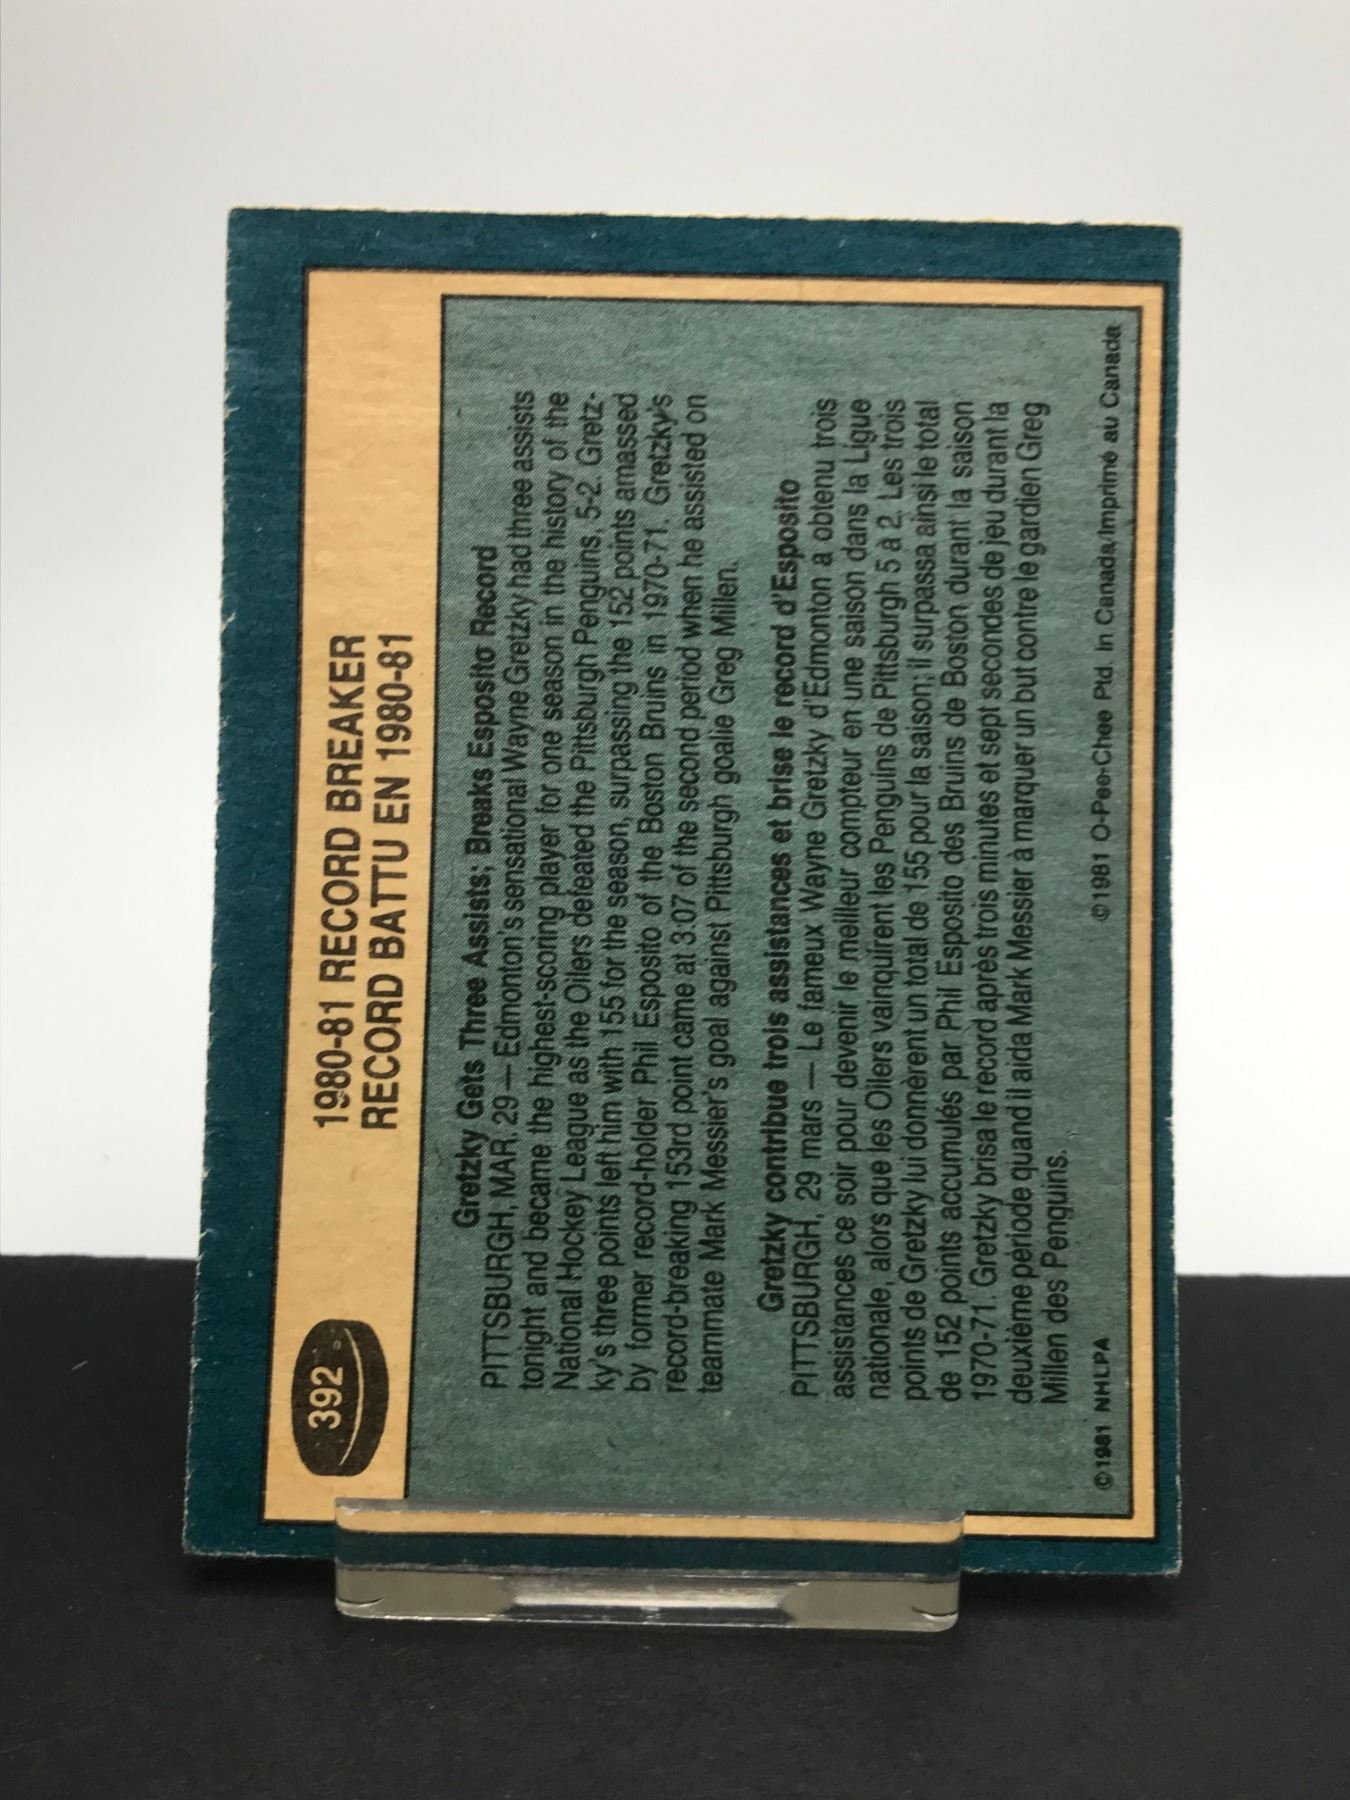 392
1980-81 RECORD BREAKER
RECORD BATTU EN 1980-81
Gretzky Gets Three Assists; Breaks Esposito Record
PITTSBURGH, MAR. 29 — Edmonton's sensational Wayne Gretzky had three assists
tonight and became the highest-scoring player for one season in the history of the
National Hockey League as the Oilers defeated the Pittsburgh Penguins, 5-2. Gretz-
ky's three points left him with 155 for the season, surpassing the 152 points amassed
by former record-holder Phil Esposito of the Boston Bruins in 1970-71. Gretzky's
record-breaking 153rd point came at 3:07 of the second period when he assisted on
teammate Mark Messier's goal against Pittsburgh goalie Greg Millen.
Gretzky contribue trois assistances et brise le record d'Esposito
PITTSBURGH, 29 mars — Le fameux Wayne Gretzky d'Edmonton a obtenu trois
assistances ce soir pour devenir le meilleur compteur en une saison dans la Ligue
nationale, alors que les Oilers vainquirent les Penguins de Pittsburgh 5 à 2. Les trois
points de Gretzky lui donnèrent un total de 155 pour la saison; il surpassa ainsi le total
de 152 points accumulés par Phil Esposito des Bruins de Boston durant la saison
1970-71. Gretzky brisa le record après trois minutes et sept secondes de jeu durant la
deuxième période quand il aida Mark Messier à marquer un but contre le gardien Greg
Millen des Penguins.
©1981 NHLPA
©1981 O-Pee-Chee Ptd. in Canada/Imprimé au Canada